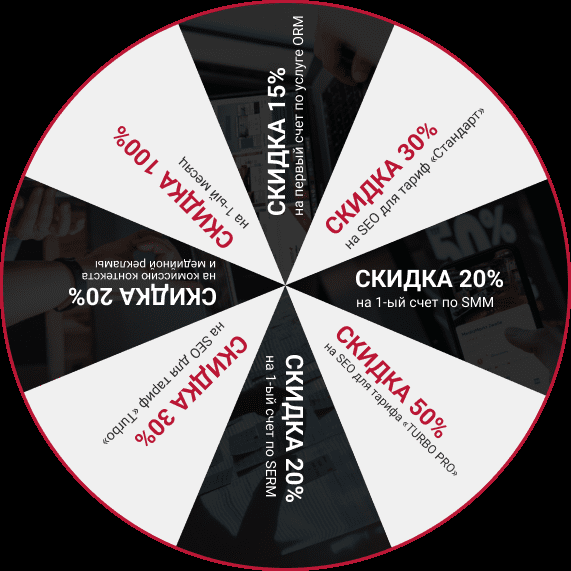 СКИДКА 15%
на первый счет по услуге ORM
СКИДКА 30%
на SEO для тариф «Стандарт»
СКИДКА 20%
на 1-ый счет по SMM
СКИДКА 50%
на SEO для тарифа «TURBO PRO»
СКИДКА 20%
на 1-ый счет по SERM
СКИДКА 30%
на SEO для тариф «Turbo»
СКИДКА 20%
на комиссию контекста
и медийной рекламы
СКИДКА 100%
на 1-ый месяц
50%